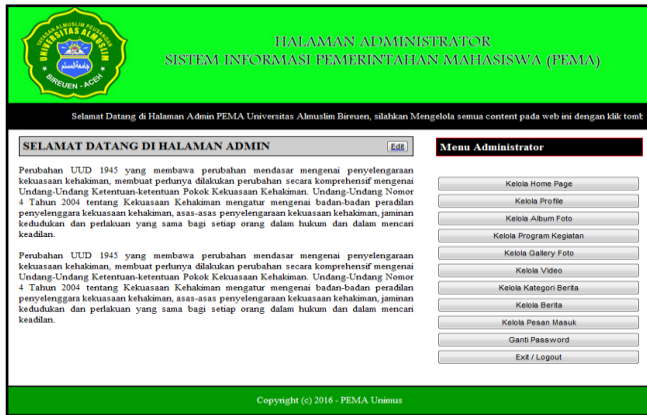 YAYASAN ALMUSLIM PEUSANGAN
UNIVERSITAS ALMUSLIM
BIREUEN - ACEH
HALAMAN ADMINISTRATOR
SISTEM INFORMASI PEMERINTAHAN MAHASISWA (PEMA)
Selamat Datang di Halaman Admin PEMA Universitas Almuslim Bireuen, silahkan Mengelola semua content pada web ini dengan klik tomb
SELAMAT DATANG DI HALAMAN ADMIN
Edit
Perubahan UUD 1945 yang membawa perubahan mendasar mengenai penyelengaraan
kekuasaan kehakiman, membuat perlunya dilakukan perubahan secara komprehensif mengenai
Undang-Undang Ketentuan-ketentuan Pokok Kekuasaan Kehakiman. Undang-Undang Nomor
4 Tahun 2004 tentang Kekuasaan Kehakiman mengatur mengenai badan-badan peradilan
penyelenggara kekuasaan kehakiman, asas-asas penyelengaraan kekuasaan kehakiman, jaminan
kedudukan dan perlakuan yang sama bagi setiap orang dalam hukum dan dalam mencari
keadilan.
Perubahan UUD 1945 yang membawa perubahan mendasar mengenai penyelengaraan
kekuasaan kehakiman, membuat perlunya dilakukan perubahan secara komprehensif mengenai
Undang-Undang Ketentuan-ketentuan Pokok Kekuasaan Kehakiman. Undang-Undang Nomor
4 Tahun 2004 tentang Kekuasaan Kehakiman mengatur mengenai badan-badan peradilan
penyelenggara kekuasaan kehakiman, asas-asas penyelengaraan kekuasaan kehakiman, jaminan
kedudukan dan perlakuan yang sama bagi setiap orang dalam hukum dan dalam mencari
keadilan.
Menu Administrator
Kelola Home Page
Kelola Profile
Kelola Album Foto
Kelola Program Kegiatan
Kelola Gallery Foto
Kelola Video
Kelola Kategori Berita
Kelola Berita
Kelola Pesan Masuk
Ganti Password
Exit / Logout
Copyright (c) 2016 - PEMA Unimus